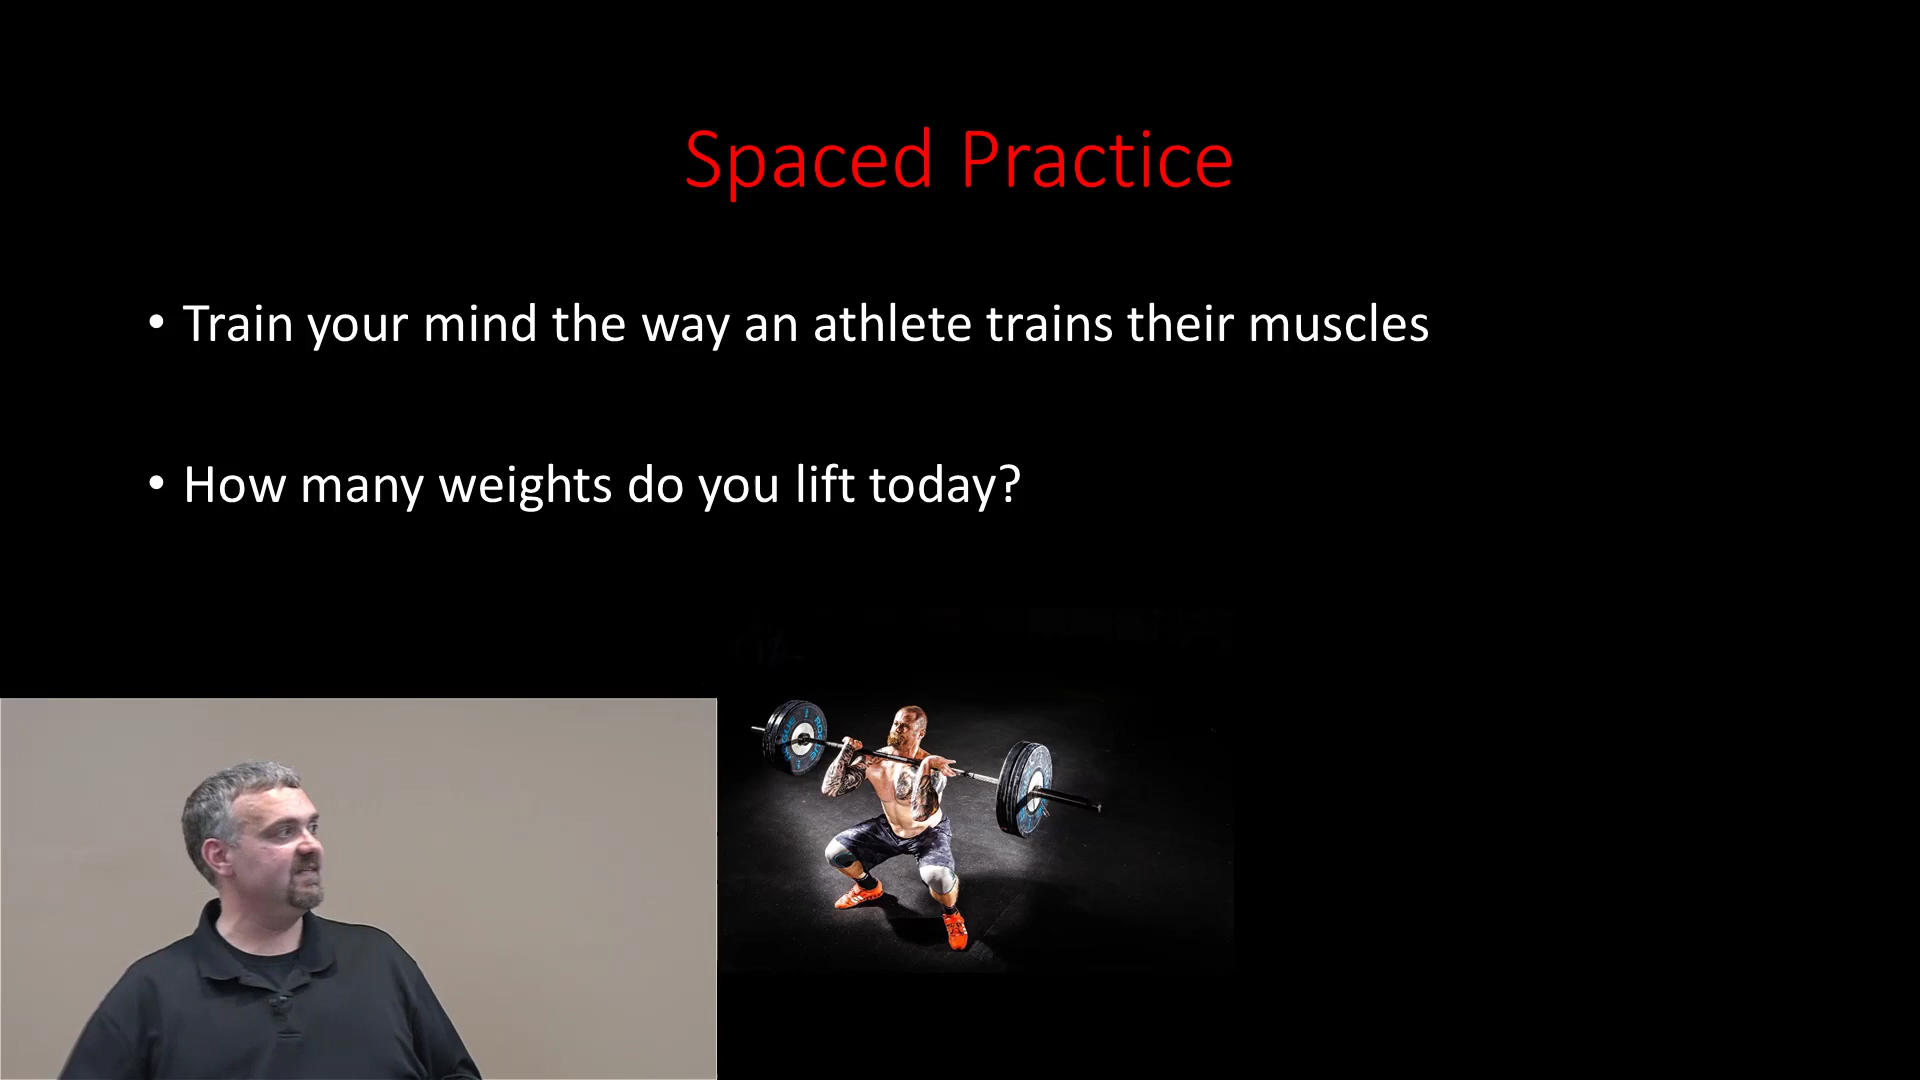 Spaced Practice
• Train your mind the way an athlete trains their muscles
• How many weights do you lift today?
ROGUE